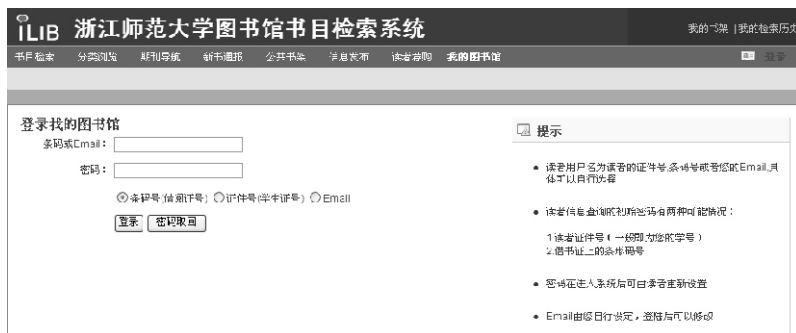 iLIB 浙江师范大学图书馆书目检索系统
我的书架 | 我的检索历史
书目检索 分类浏览 期刊导航 新书通报 公共书架 信息发布 读者荐购 我的图书馆
登录
登录我的图书馆
条码或Email：
密码：
条码号(借阅证号) 证件号(学生证号) Email
登录 密码取回
提示
读者用户名为读者的证件号,条码号或者您的Email,具
体可以自行选择
读者信息查询的初始密码有两种可能情况：
1.读者证件号（一般即为您的学号）
2.借书证上的条形码号
密码在进入系统后可由读者重新设置
Email由您自行设定，登陆后可以修改